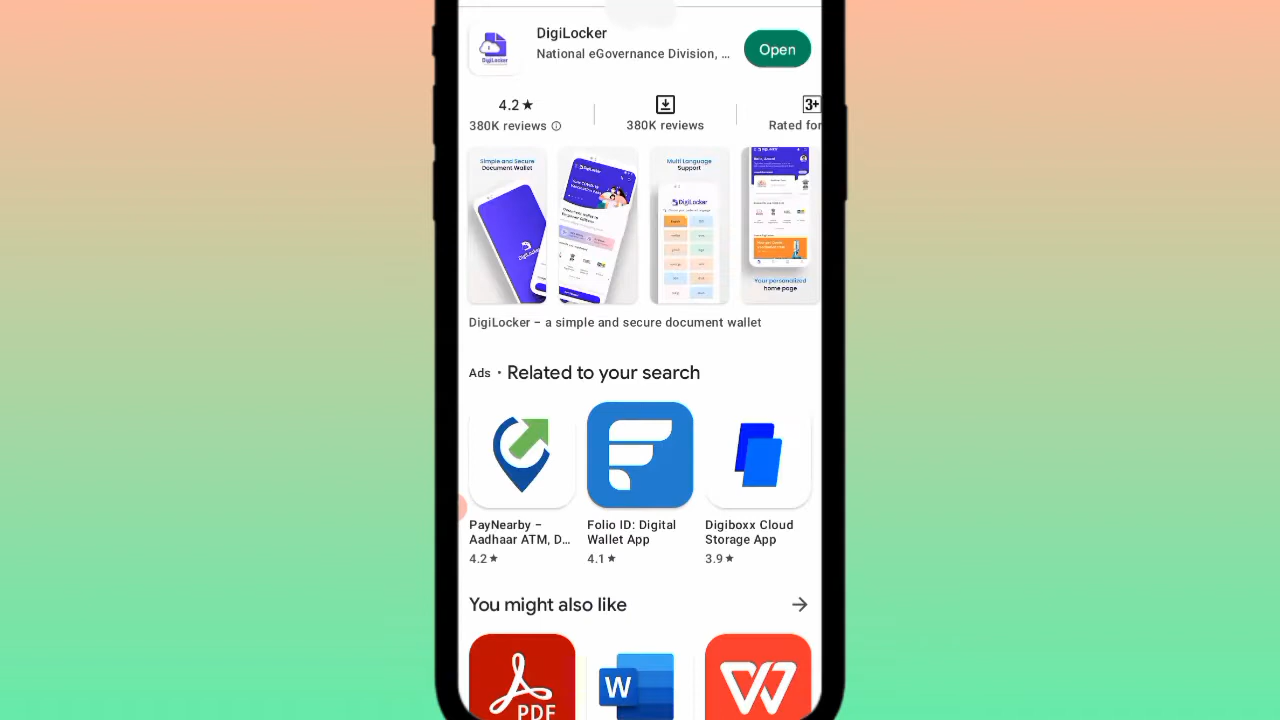 DigiLocker
National eGovernance Division, ...
Open
DigiLocker
4.2★
380K reviews
380K reviews
3+
Rated for
Simple and Secure
Document Wallet
DigiLocker
Multi Language
Support
DigiLocker
Your personalized
home page
DigiLocker – a simple and secure document wallet
Ads • Related to your search
PayNearby –
Aadhaar ATM, D...
4.2★
Folio ID: Digital
Wallet App
4.1★
Digiboxx Cloud
Storage App
3.9★
You might also like
PDF
W